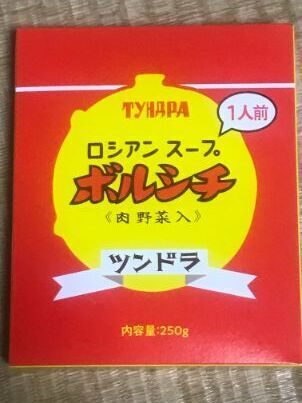 ТУНДРА
1人前
ロシアン スープ
ボルシチ
《肉野菜入》
ツンドラ
内容量:250g